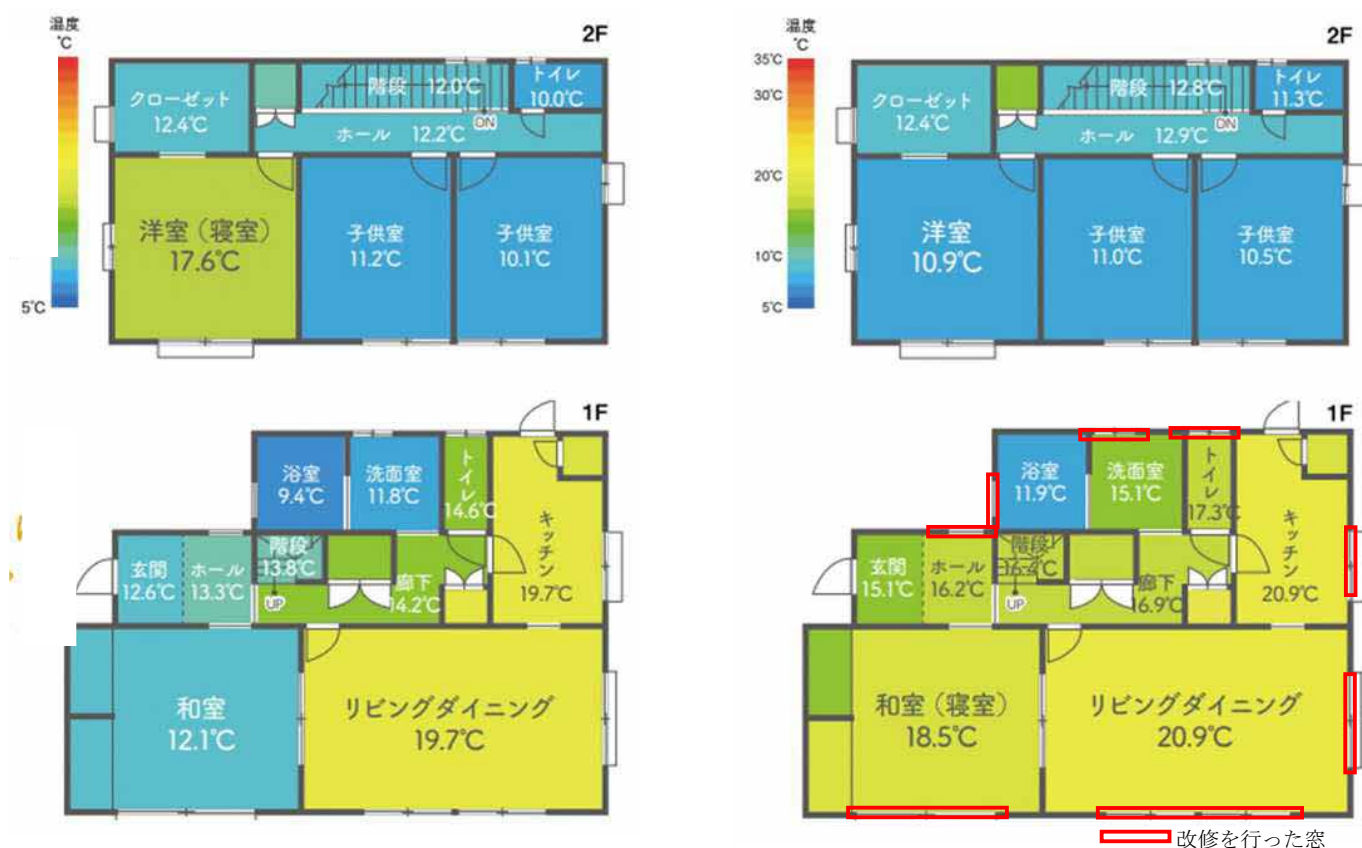 温度
℃
2F
5℃
クローゼット
12.4℃
階段 12.0℃
トイレ
10.0℃
DN
ホール 12.2℃
洋室（寝室）
17.6℃
子供室
11.2℃
子供室
10.1℃
1F
浴室
9.4℃
洗面室
11.8℃
トイレ
14.6℃
キッチン
19.7℃
玄関
12.6℃
ホール
13.3℃
階段
13.8℃
UP
廊下
14.2℃
和室
12.1℃
リビングダイニング
19.7℃
温度
℃
2F
35℃
30℃
20℃
10℃
5℃
クローゼット
12.4℃
階段 12.8℃
トイレ
11.3℃
DN
ホール 12.9℃
洋室
10.9℃
子供室
11.0℃
子供室
10.5℃
1F
浴室
11.9℃
洗面室
15.1℃
トイレ
17.3℃
キッチン
20.9℃
玄関
15.1℃
ホール
16.2℃
階段
UP
廊下
16.9℃
和室（寝室）
18.5℃
リビングダイニング
20.9℃
改修を行った窓